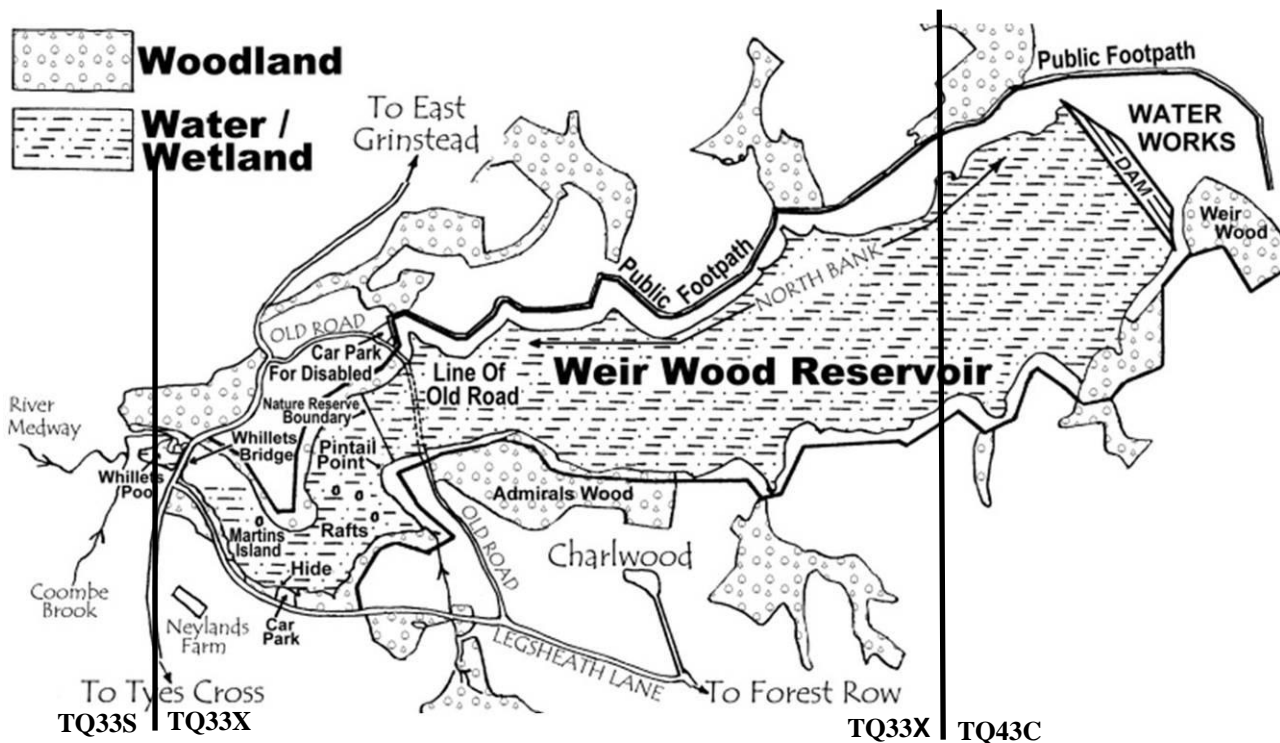 Woodland
Water /
Wetland
To East
Grinstead
Public Footpath
WATER
WORKS
DAM
Weir
Wood
Public Footpath
NORTH BANK
OLD ROAD
Car Park
For Disabled
Line Of
Old Road
Weir Wood Reservoir
Nature Reserve
Boundary
River
Medway
Whillets
Bridge
Pintail
Point
Whillets
Pool
Admirals Wood
Martins
Island
Rafts
OLD ROAD
Charlwood
Hide
Coombe
Brook
Neylands
Farm
Car
Park
LEGSHEATH LANE
To Tyes Cross
To Forest Row
TQ33S
TQ33X
TQ33X
TQ43C